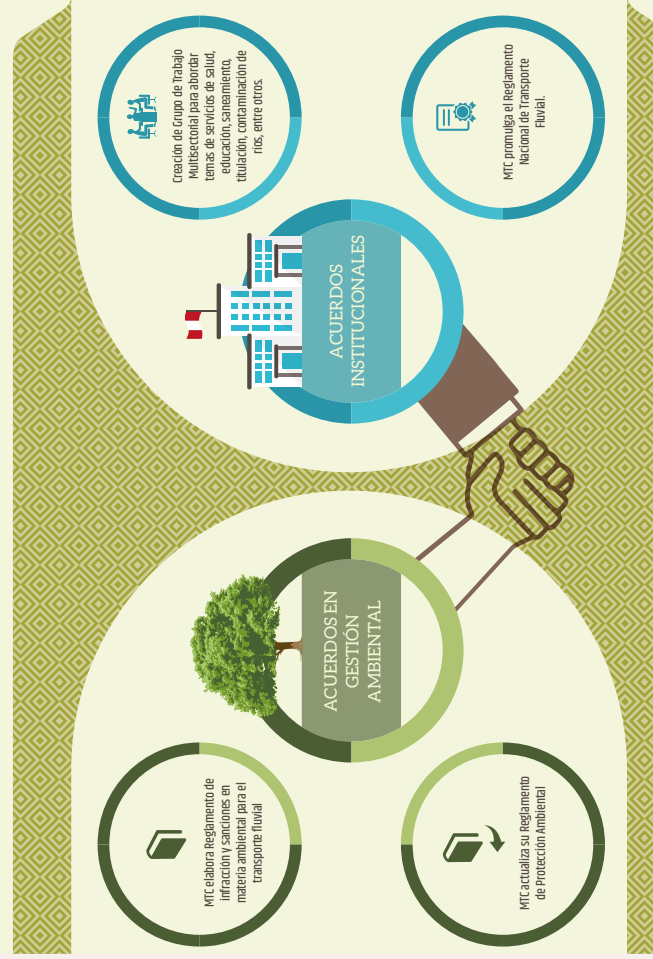 MTC elabora Reglamento de
infracción y sanciones en
materia ambiental para el
transporte fluvial
ACUERDOS EN
GESTIÓN
AMBIENTAL
MTC actualiza su Reglamento
de Protección Ambiental
Creación de Grupo de Trabajo
Multisectorial para abordar
temas de servicios de salud,
educación, saneamiento,
titulación, contaminación de
ríos, entre otros.
ACUERDOS
INSTITUCIONALES
MTC promulga el Reglamento
Nacional de Transporte
Fluvial.